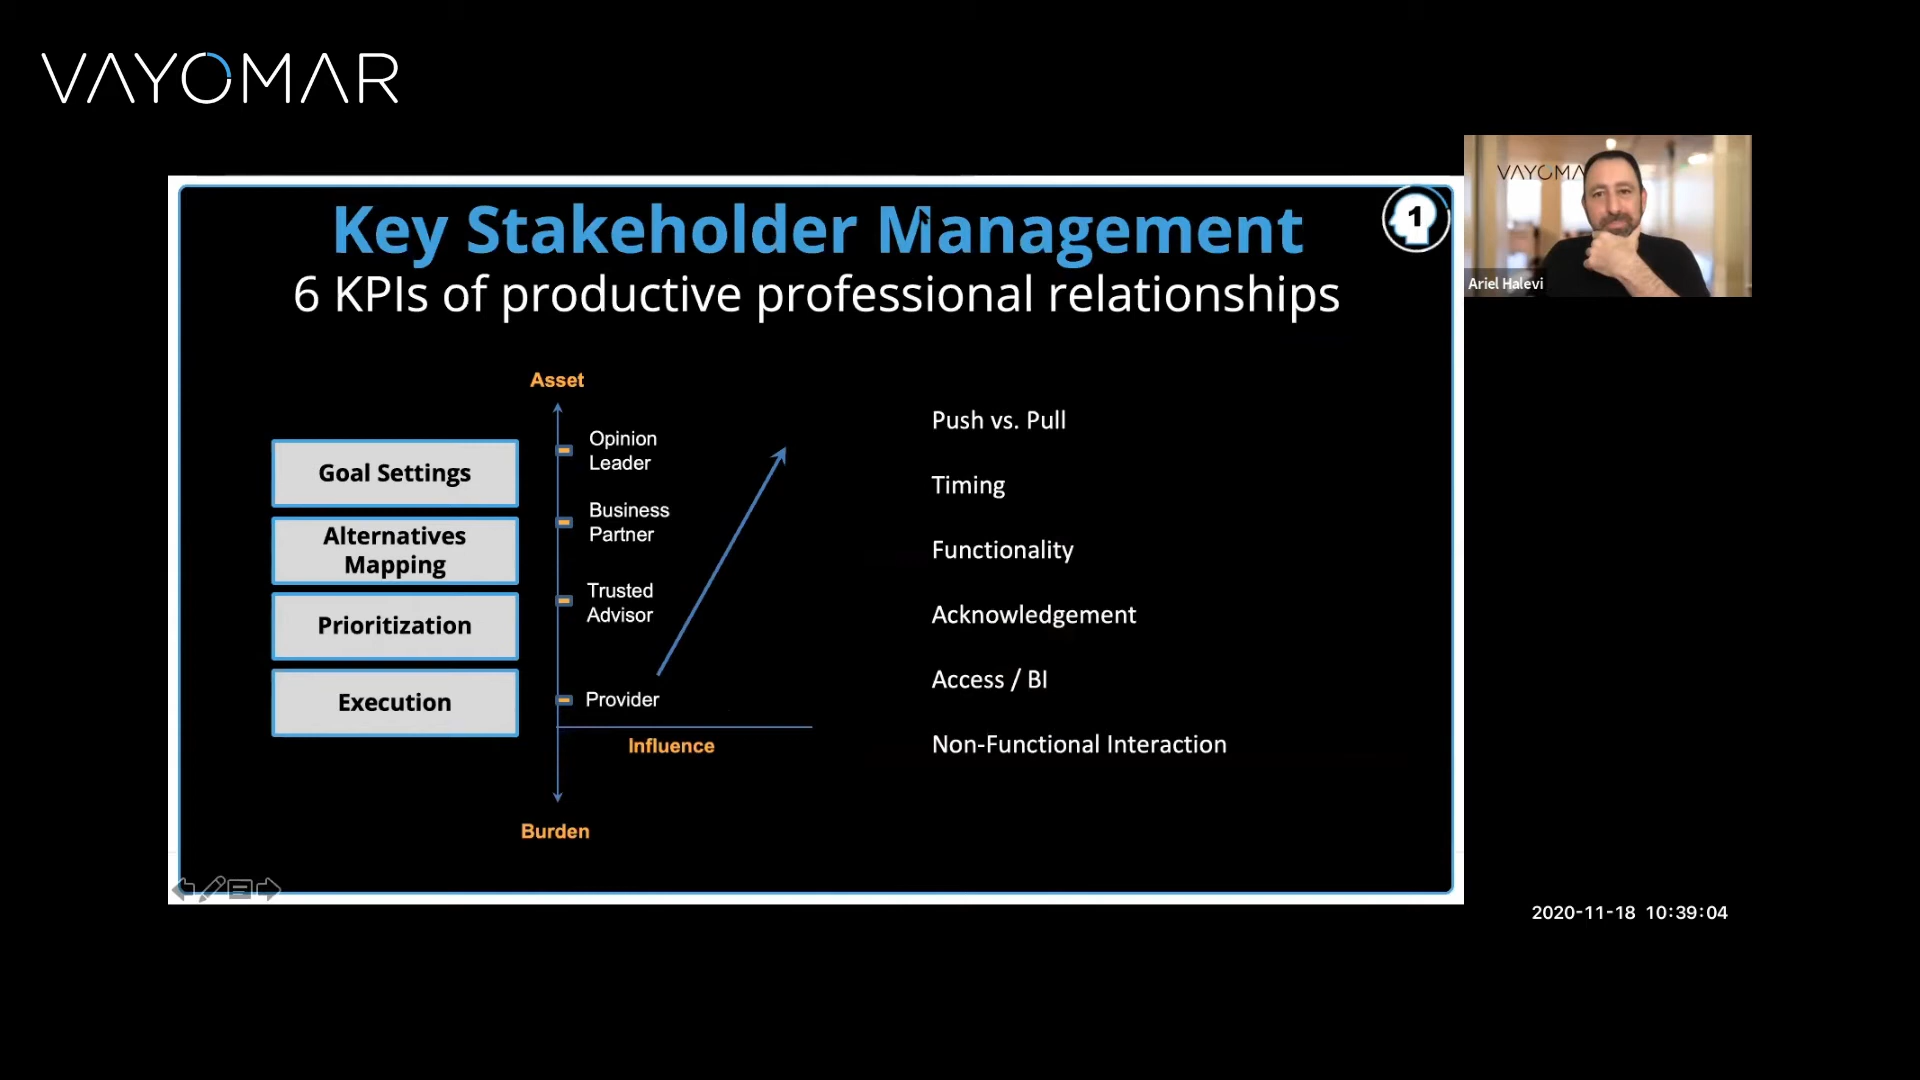 VAYOMAR
VAYOMA
Ariel Halevi
Key Stakeholder Management
1
6 KPIs of productive professional relationships
Asset
Opinion
Leader
Business
Partner
Trusted
Advisor
Provider
Influence
Burden
Goal Settings
Alternatives
Mapping
Prioritization
Execution
Push vs. Pull
Timing
Functionality
Acknowledgement
Access / BI
Non-Functional Interaction
2020-11-18 10:39:04